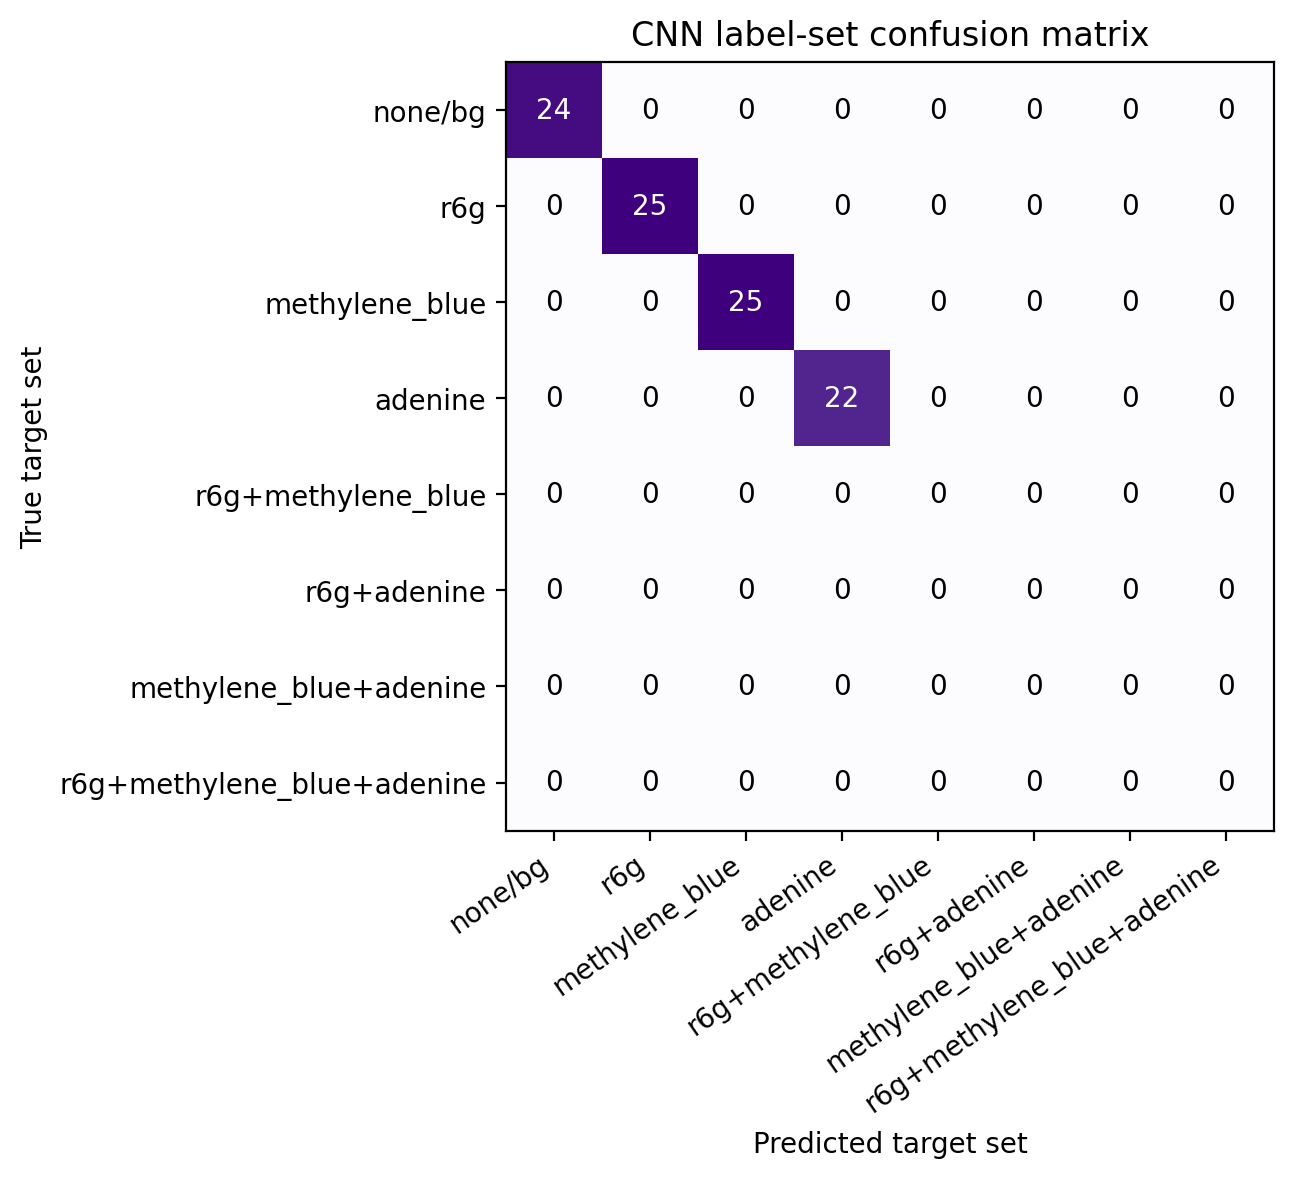 CNN label-set confusion matrix
True target set
none/bg 24 0 0 0 0 0 0 0
r6g 0 25 0 0 0 0 0 0
methylene_blue 0 0 25 0 0 0 0 0
adenine 0 0 0 22 0 0 0 0
r6g+methylene_blue 0 0 0 0 0 0 0 0
r6g+adenine 0 0 0 0 0 0 0 0
methylene_blue+adenine 0 0 0 0 0 0 0 0
r6g+methylene_blue+adenine 0 0 0 0 0 0 0 0
none/bg
r6g
methylene_blue
adenine
r6g+methylene_blue
r6g+adenine
methylene_blue+adenine
r6g+methylene_blue+adenine
Predicted target set